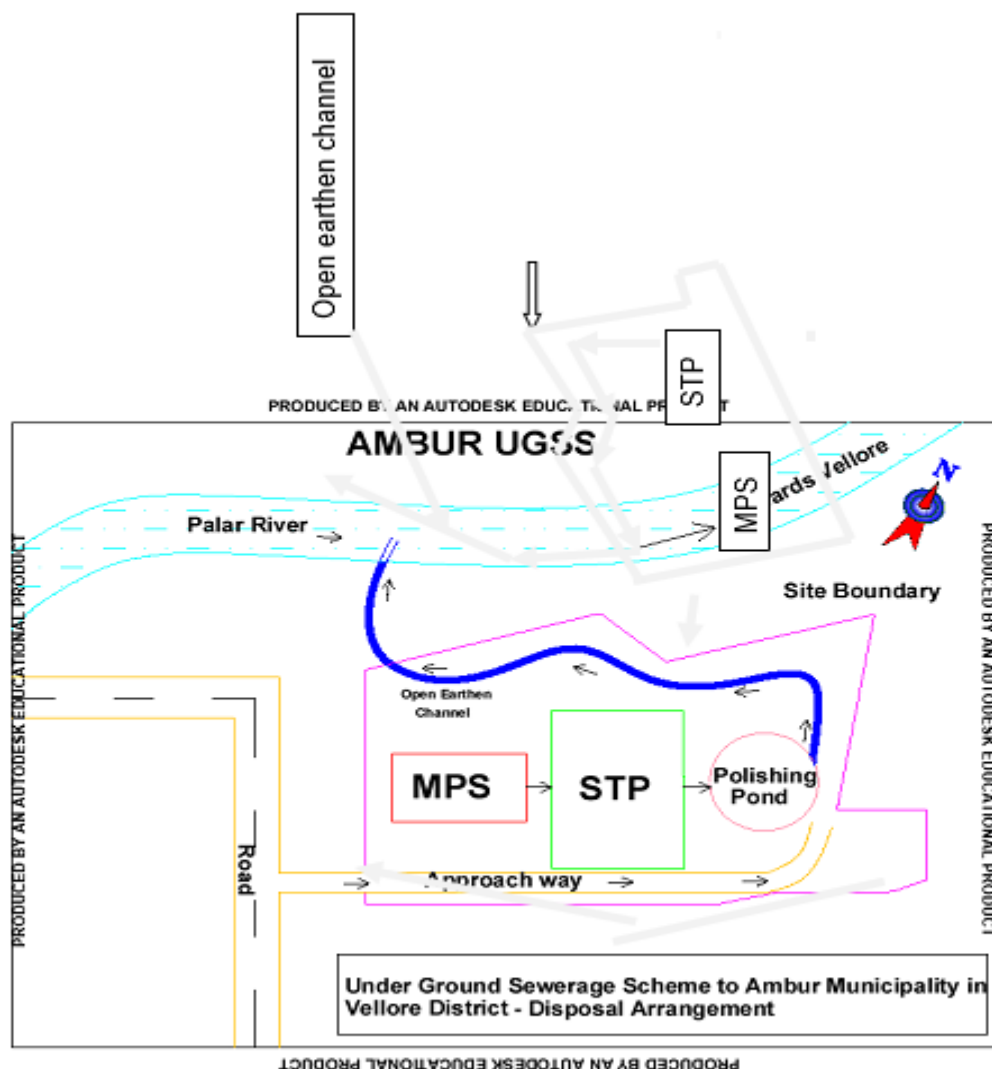 Open earthen channel
STP
PRODUCED BY AN AUTODESK EDUCATIONAL PRODUCT
AMBUR UGSS
MPS
ards Vellore
N
Palar River
Site Boundary
PRODUCED BY AN AUTODESK EDUCATIONAL PRODUCT
PRODUCED BY AN AUTODESK EDUCATIONAL PRODUCT
Open Earthen
Channel
MPS
STP
Polishing
Pond
Road
Approach way
Under Ground Sewerage Scheme to Ambur Municipality in
Vellore District - Disposal Arrangement
PRODUCED BY AN AUTODESK EDUCATIONAL PRODUCT